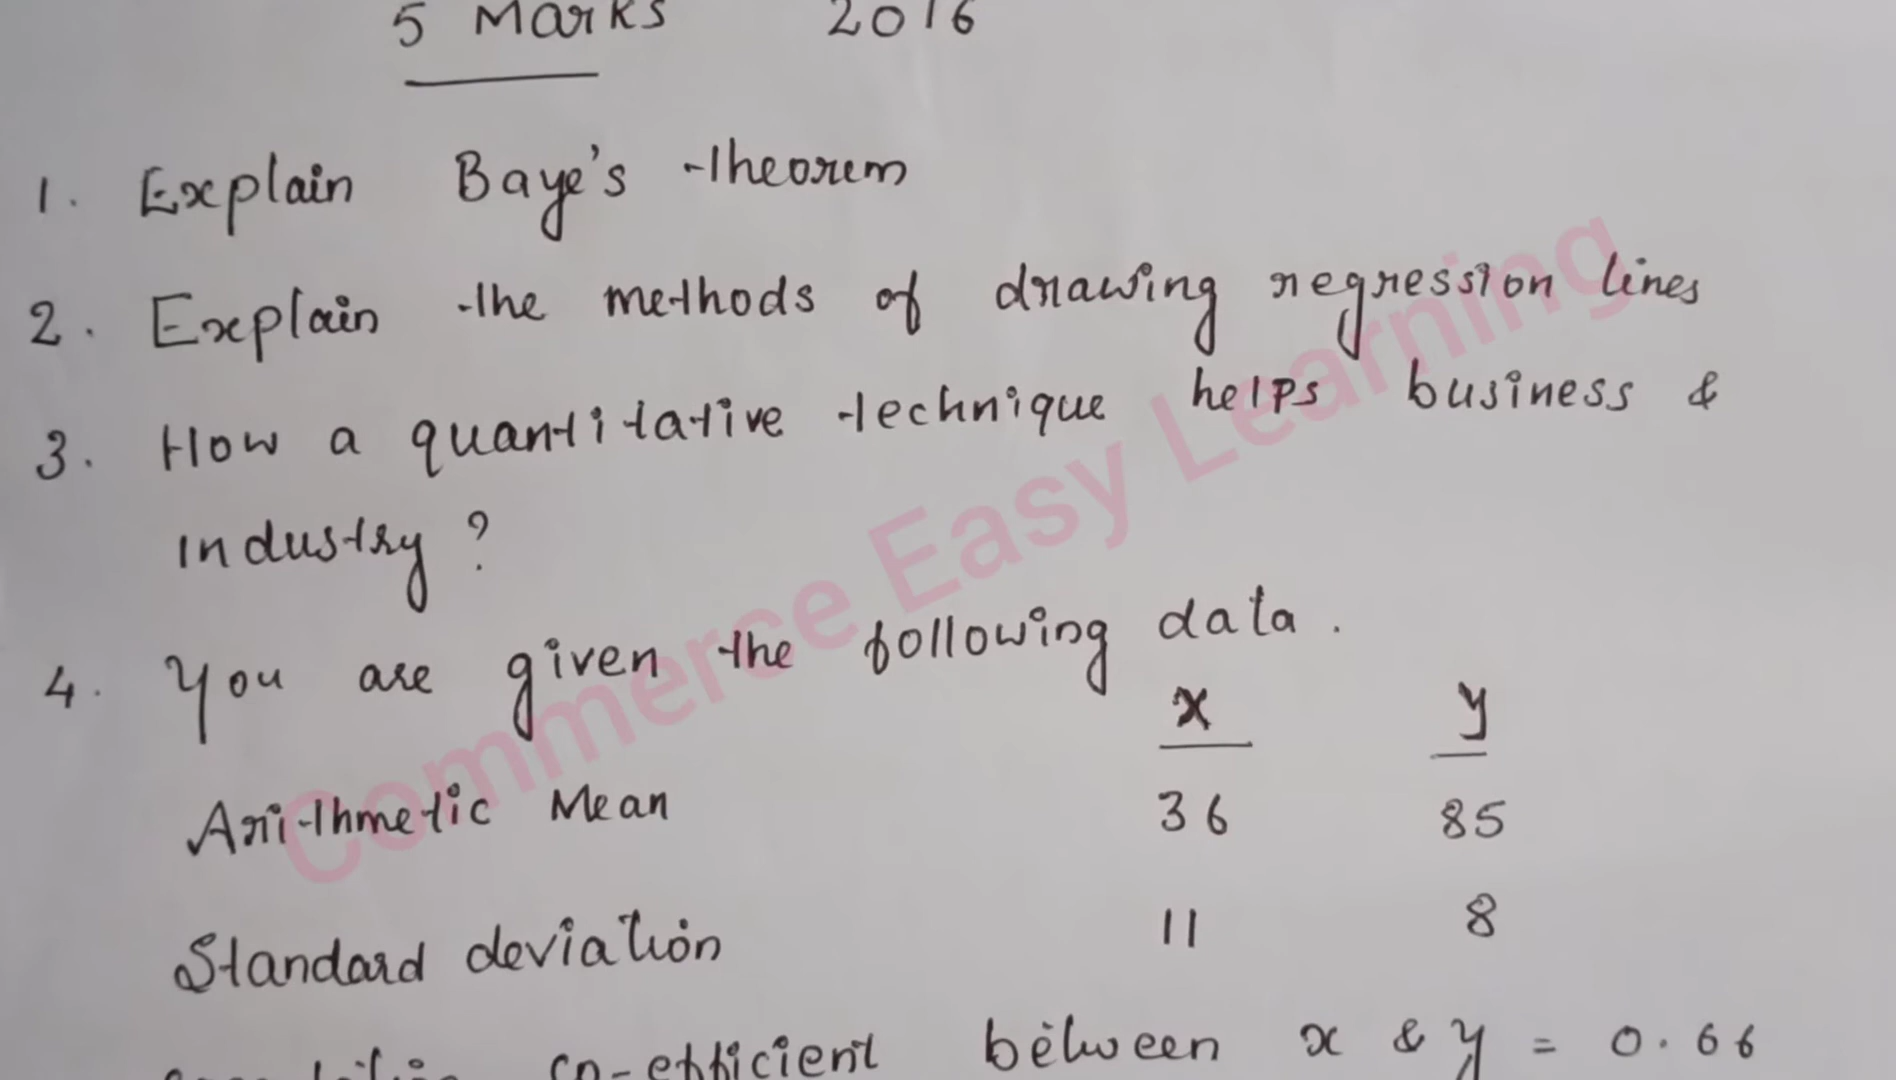 5 Marks 2016
1. Explain Baye's theorem
2. Explain the methods of drawing regression lines
3. How a quantitative technique helps business &
industry ?
4. You are given the following data.
x y
Arithmetic Mean 36 85
Standard deviation 11 8
co-efficient between x & y = 0.66
Commerce Easy Learning